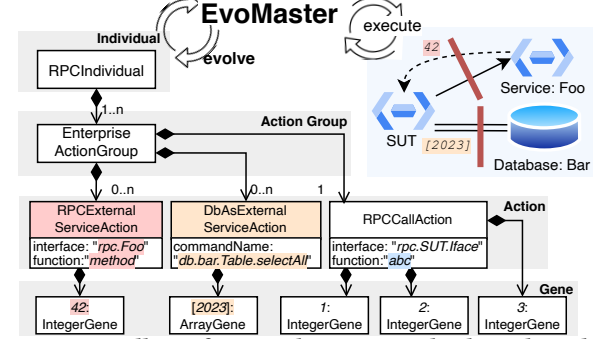 EvoMaster
evolve
execute
Individual
RPCIndividual
1..n
Action Group
Enterprise
ActionGroup
0..n
0..n
1
Action
RPCExternal
ServiceAction
interface: "rpc.Foo"
function:"method"
DbAsExternal
ServiceAction
commandName:
"db.bar.Table.selectAll"
RPCCallAction
interface: "rpc.SUT.Iface"
function:"abc"
Gene
42:
IntegerGene
[2023]:
ArrayGene
1:
IntegerGene
2:
IntegerGene
3:
IntegerGene
42
Service: Foo
SUT
[2023]
Database: Bar